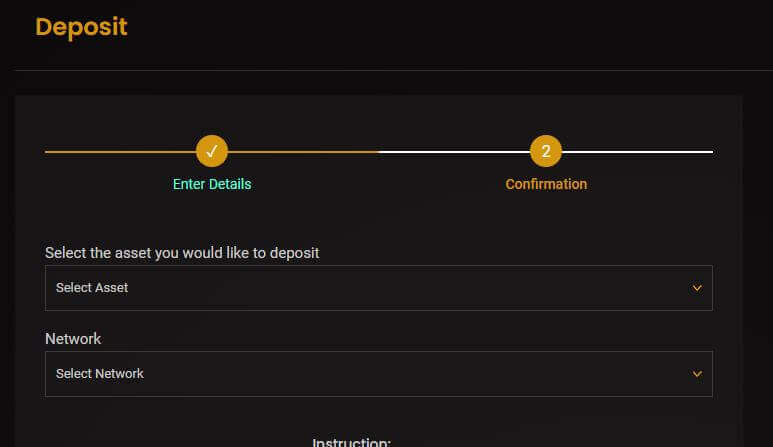 Deposit
✓
2
Enter Details
Confirmation
Select the asset you would like to deposit
Select Asset
Network
Select Network
Instruction: